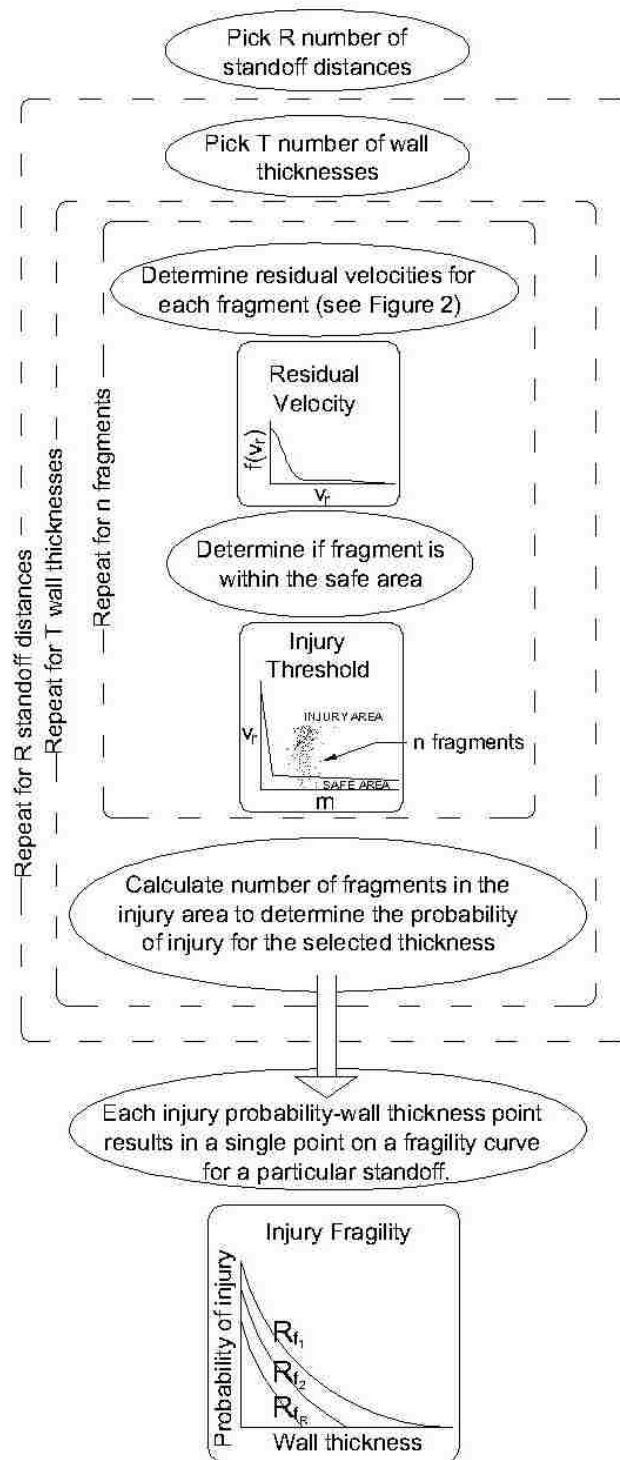 Pick R number of
standoff distances
Pick T number of wall
thicknesses
Determine residual velocities for
each fragment (see Figure 2)
Residual
Velocity
f(vᵣ)
vᵣ
Determine if fragment is
within the safe area
Injury
Threshold
INJURY AREA
vᵣ
n fragments
SAFE AREA
m
Repeat for n fragments
Repeat for T wall thicknesses
Repeat for R standoff distances
Calculate number of fragments in the
injury area to determine the probability
of injury for the selected thickness
Each injury probability-wall thickness point
results in a single point on a fragility curve
for a particular standoff.
Injury Fragility
Probability of injury
Rf₁
Rf₂
Rf_R
Wall thickness